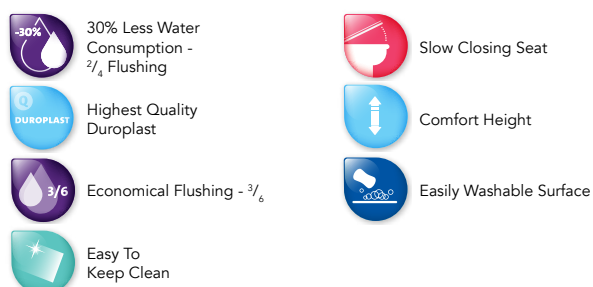 -30%
30% Less Water
Consumption -
2/4 Flushing
Q
DUROPLAST
Highest Quality
Duroplast
3/6
Economical Flushing - 3/6
Easy To
Keep Clean
Slow Closing Seat
Comfort Height
Easily Washable Surface